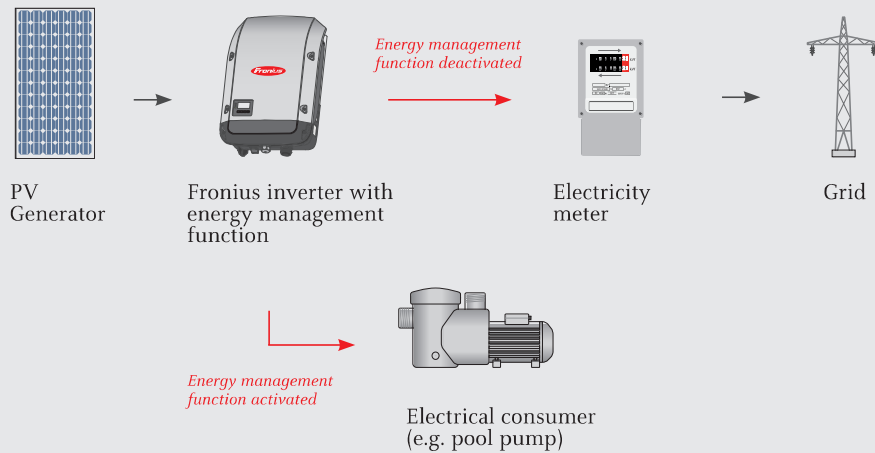 Energy management
function deactivated
Fronius
PV
Generator
Fronius inverter with
energy management
function
Electricity
meter
Grid
Energy management
function activated
Electrical consumer
(e.g. pool pump)